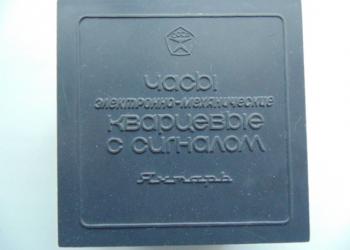 часы
электронно-механические
кварцевые
с сигналом
Янтарь